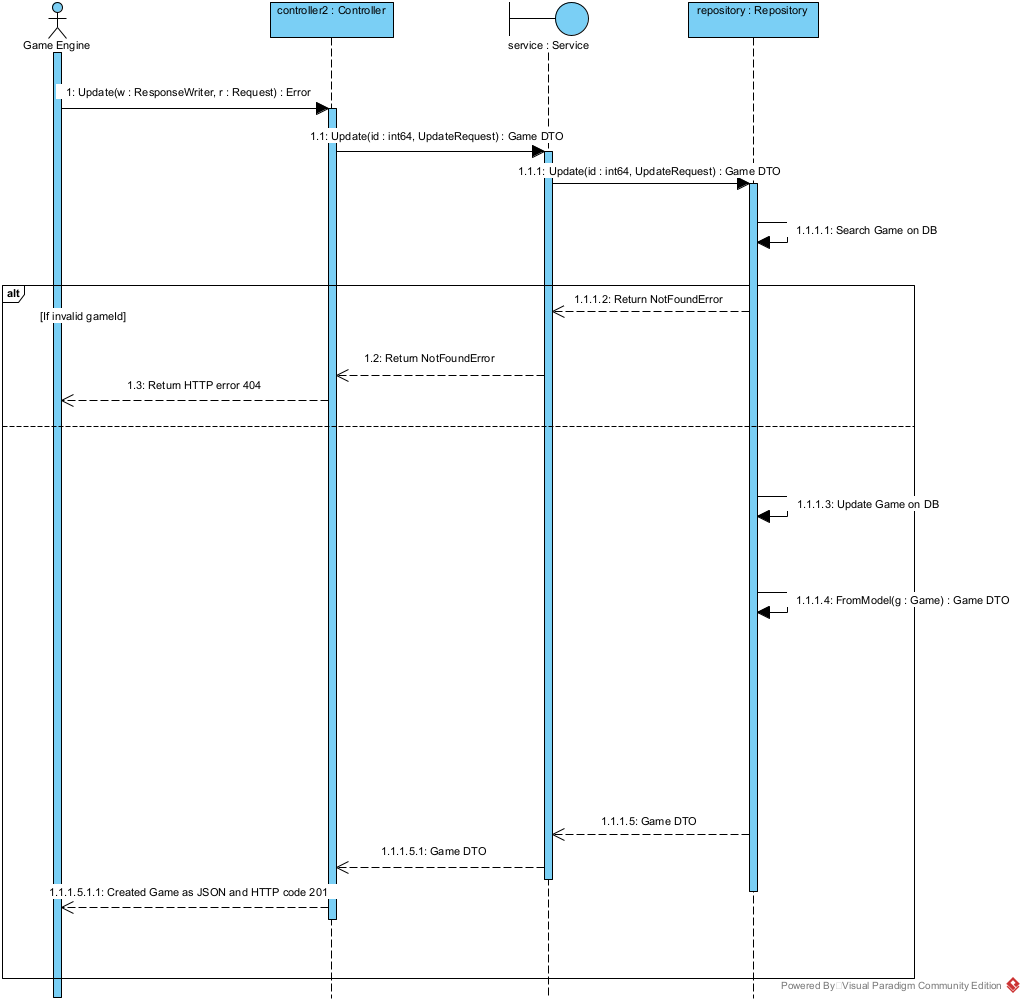 controller2 : Controller
repository : Repository
Game Engine
service : Service
1: Update(w : ResponseWriter, r : Request) : Error
1.1: Update(id : int64, UpdateRequest) : Game DTO
1.1.1: Update(id : int64, UpdateRequest) : Game DTO
1.1.1.1: Search Game on DB
alt
1.1.1.2: Return NotFoundError
[If invalid gameId]
1.2: Return NotFoundError
1.3: Return HTTP error 404
1.1.1.3: Update Game on DB
1.1.1.4: FromModel(g : Game) : Game DTO
1.1.1.5: Game DTO
1.1.1.5.1: Game DTO
1.1.1.5.1.1: Created Game as JSON and HTTP code 201
Powered By Visual Paradigm Community Edition